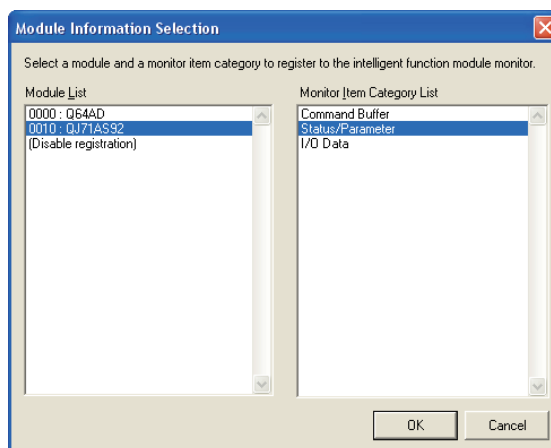 Module Information Selection
Select a module and a monitor item category to register to the intelligent function module monitor.
Module List
0000 : Q64AD
0010 : QJ71AS92
(Disable registration)
Monitor Item Category List
Command Buffer
Status/Parameter
I/O Data
OK
Cancel